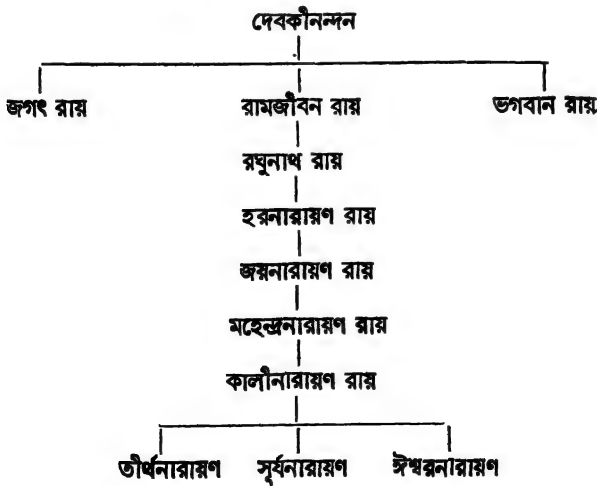 দেবকীনন্দন
জগৎ রায় রামজীবন রায় ভগবান রায়
রঘুনাথ রায়
হরনারায়ণ রায়
জয়নারায়ণ রায়
মহেন্দ্রনারায়ণ রায়
কালীনারায়ণ রায়
তীর্থনারায়ণ সূর্যনারায়ণ ঈশ্বরনারায়ণ